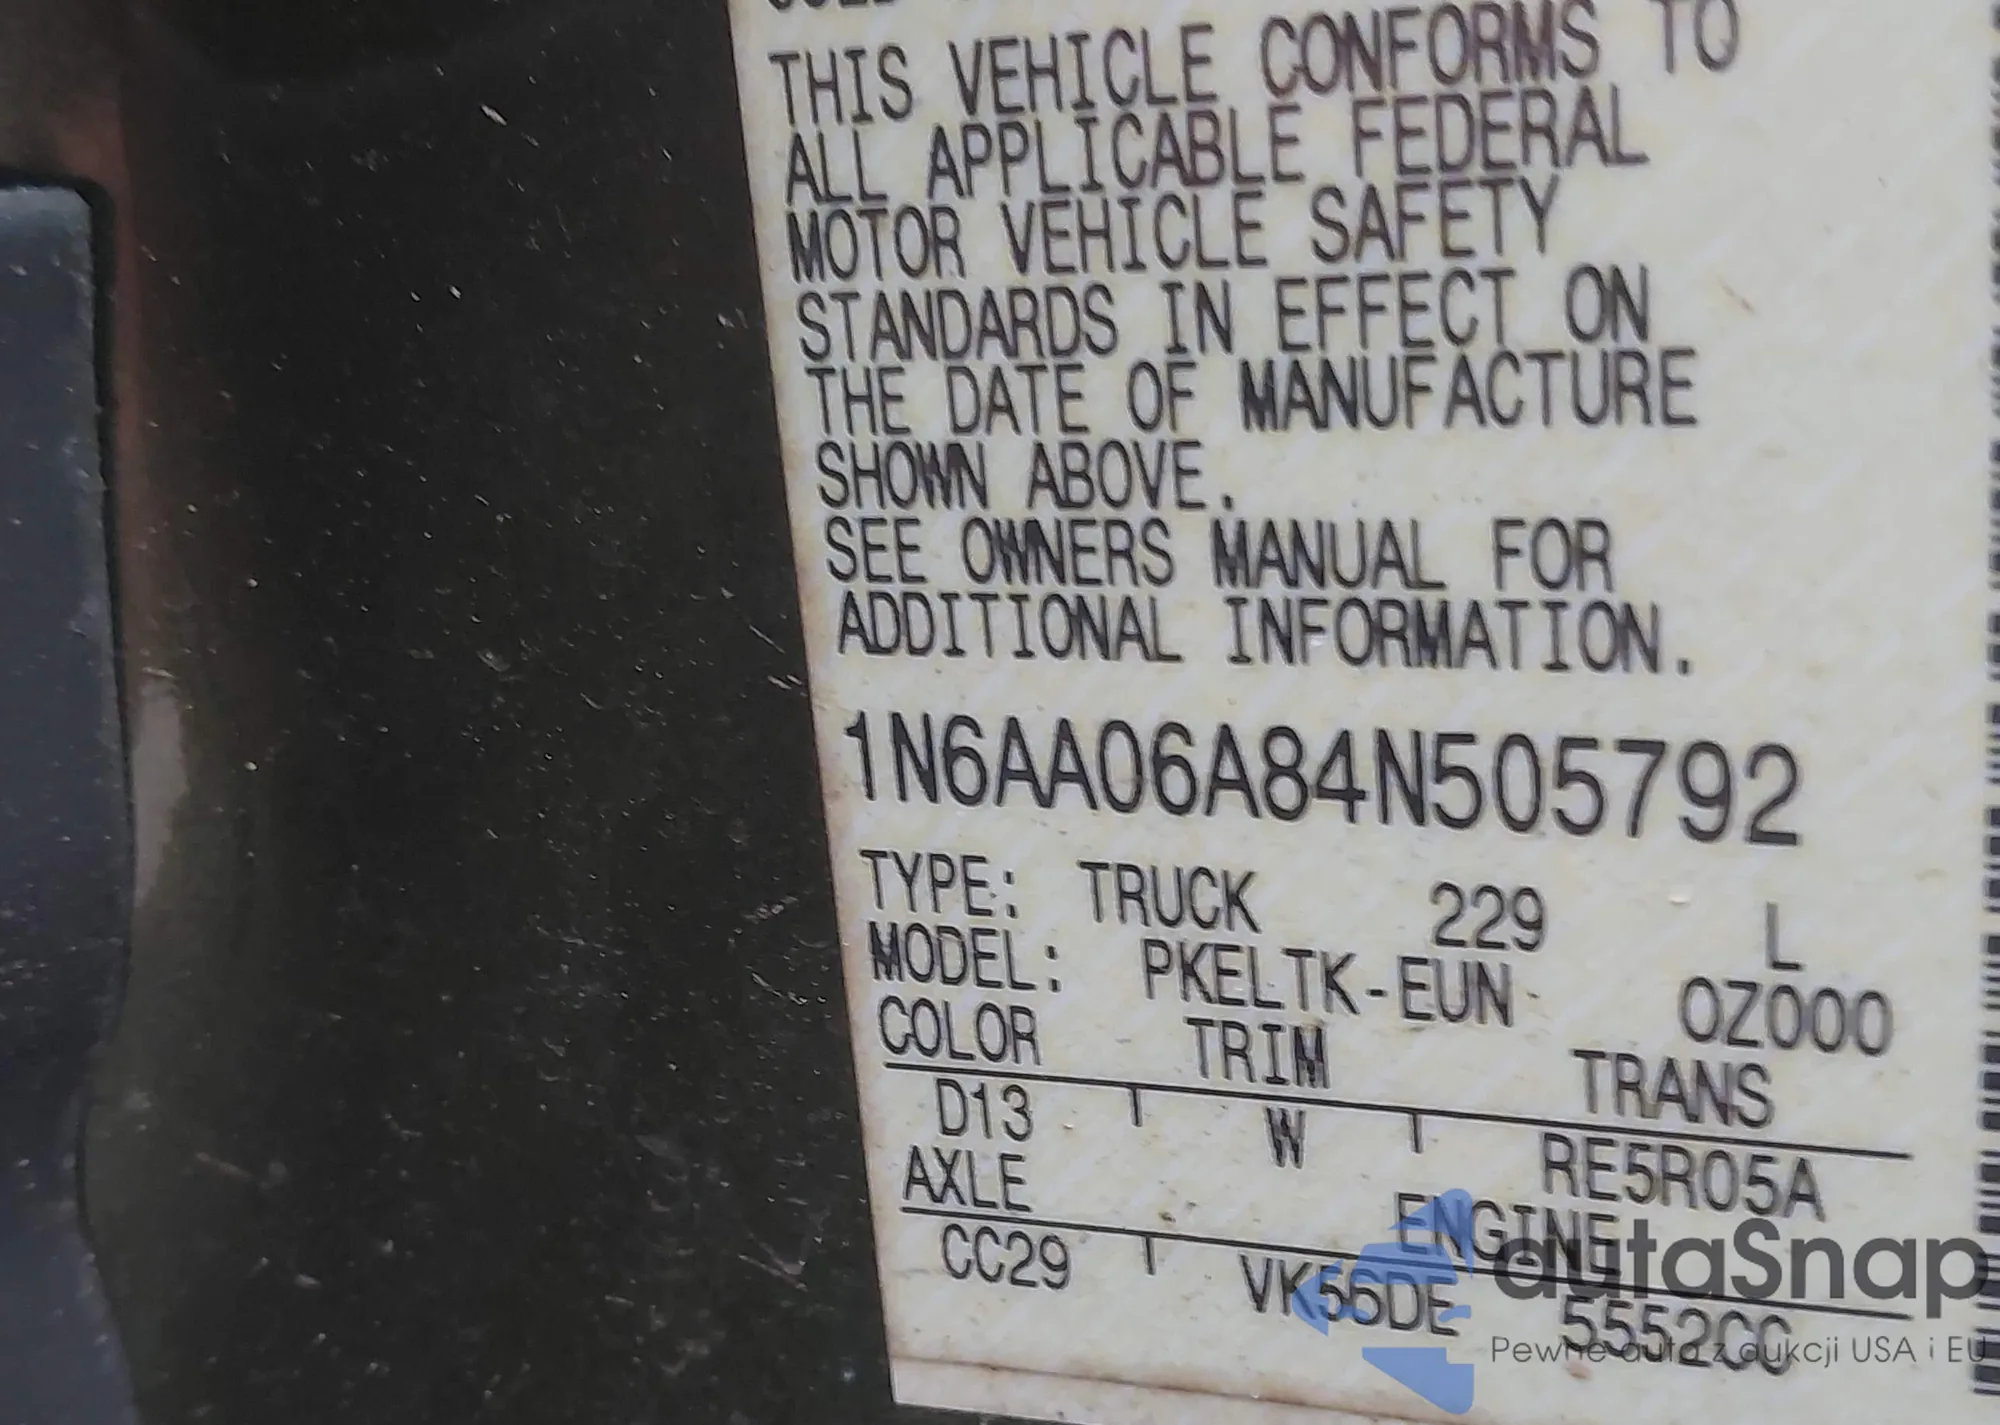 THIS VEHICLE CONFORMS TO
ALL APPLICABLE FEDERAL
MOTOR VEHICLE SAFETY
STANDARDS IN EFFECT ON
THE DATE OF MANUFACTURE
SHOWN ABOVE.
SEE OWNERS MANUAL FOR
ADDITIONAL INFORMATION.
1N6AA06A84N505792
TYPE: TRUCK 229 L
MODEL: PKELTK-EUN 0Z000
COLOR TRIM TRANS
D13 W RE5R05A
AXLE ENGINE
CC29 VK56DE 5552CC
autaSnap
Pewne auta z aukcji USA i EU